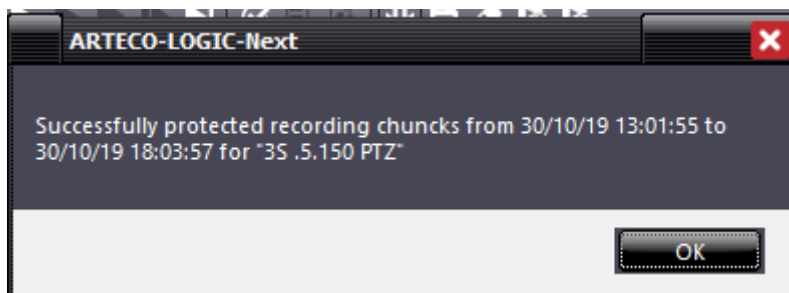 ARTECO-LOGIC-Next
Successfully protected recording chuncks from 30/10/19 13:01:55 to
30/10/19 18:03:57 for "3S .5.150 PTZ"
OK